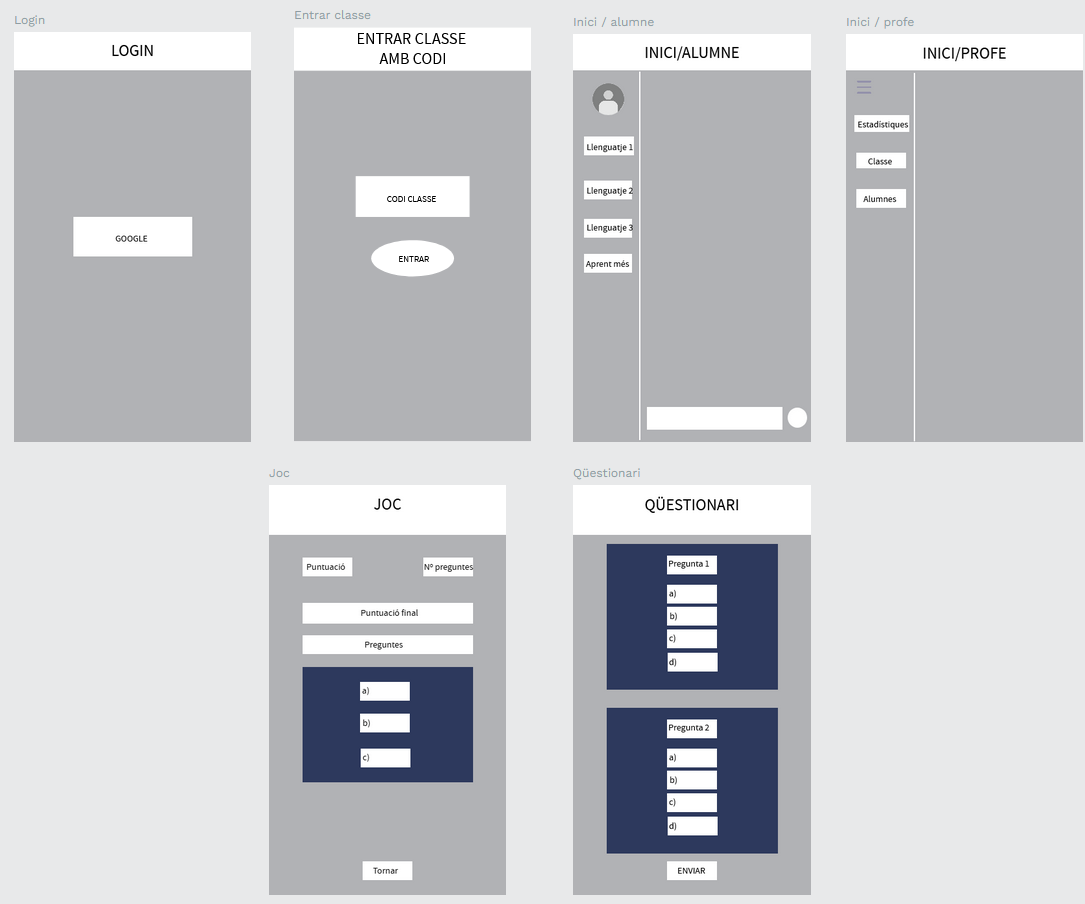 Login
LOGIN
GOOGLE
Entrar classe
ENTRAR CLASSE
AMB CODI
CODI CLASSE
ENTRAR
Inici / alumne
INICI/ALUMNE
Llenguatje 1
Llenguatje 2
Llenguatje 3
Aprent més
Inici / profe
INICI/PROFE
Estadístiques
Classe
Alumnes
Joc
JOC
Puntuació
Nº preguntes
Puntuació final
Preguntes
a)
b)
c)
Tornar
Qüestionari
QÜESTIONARI
Pregunta 1
a)
b)
c)
d)
Pregunta 2
a)
b)
c)
d)
ENVIAR